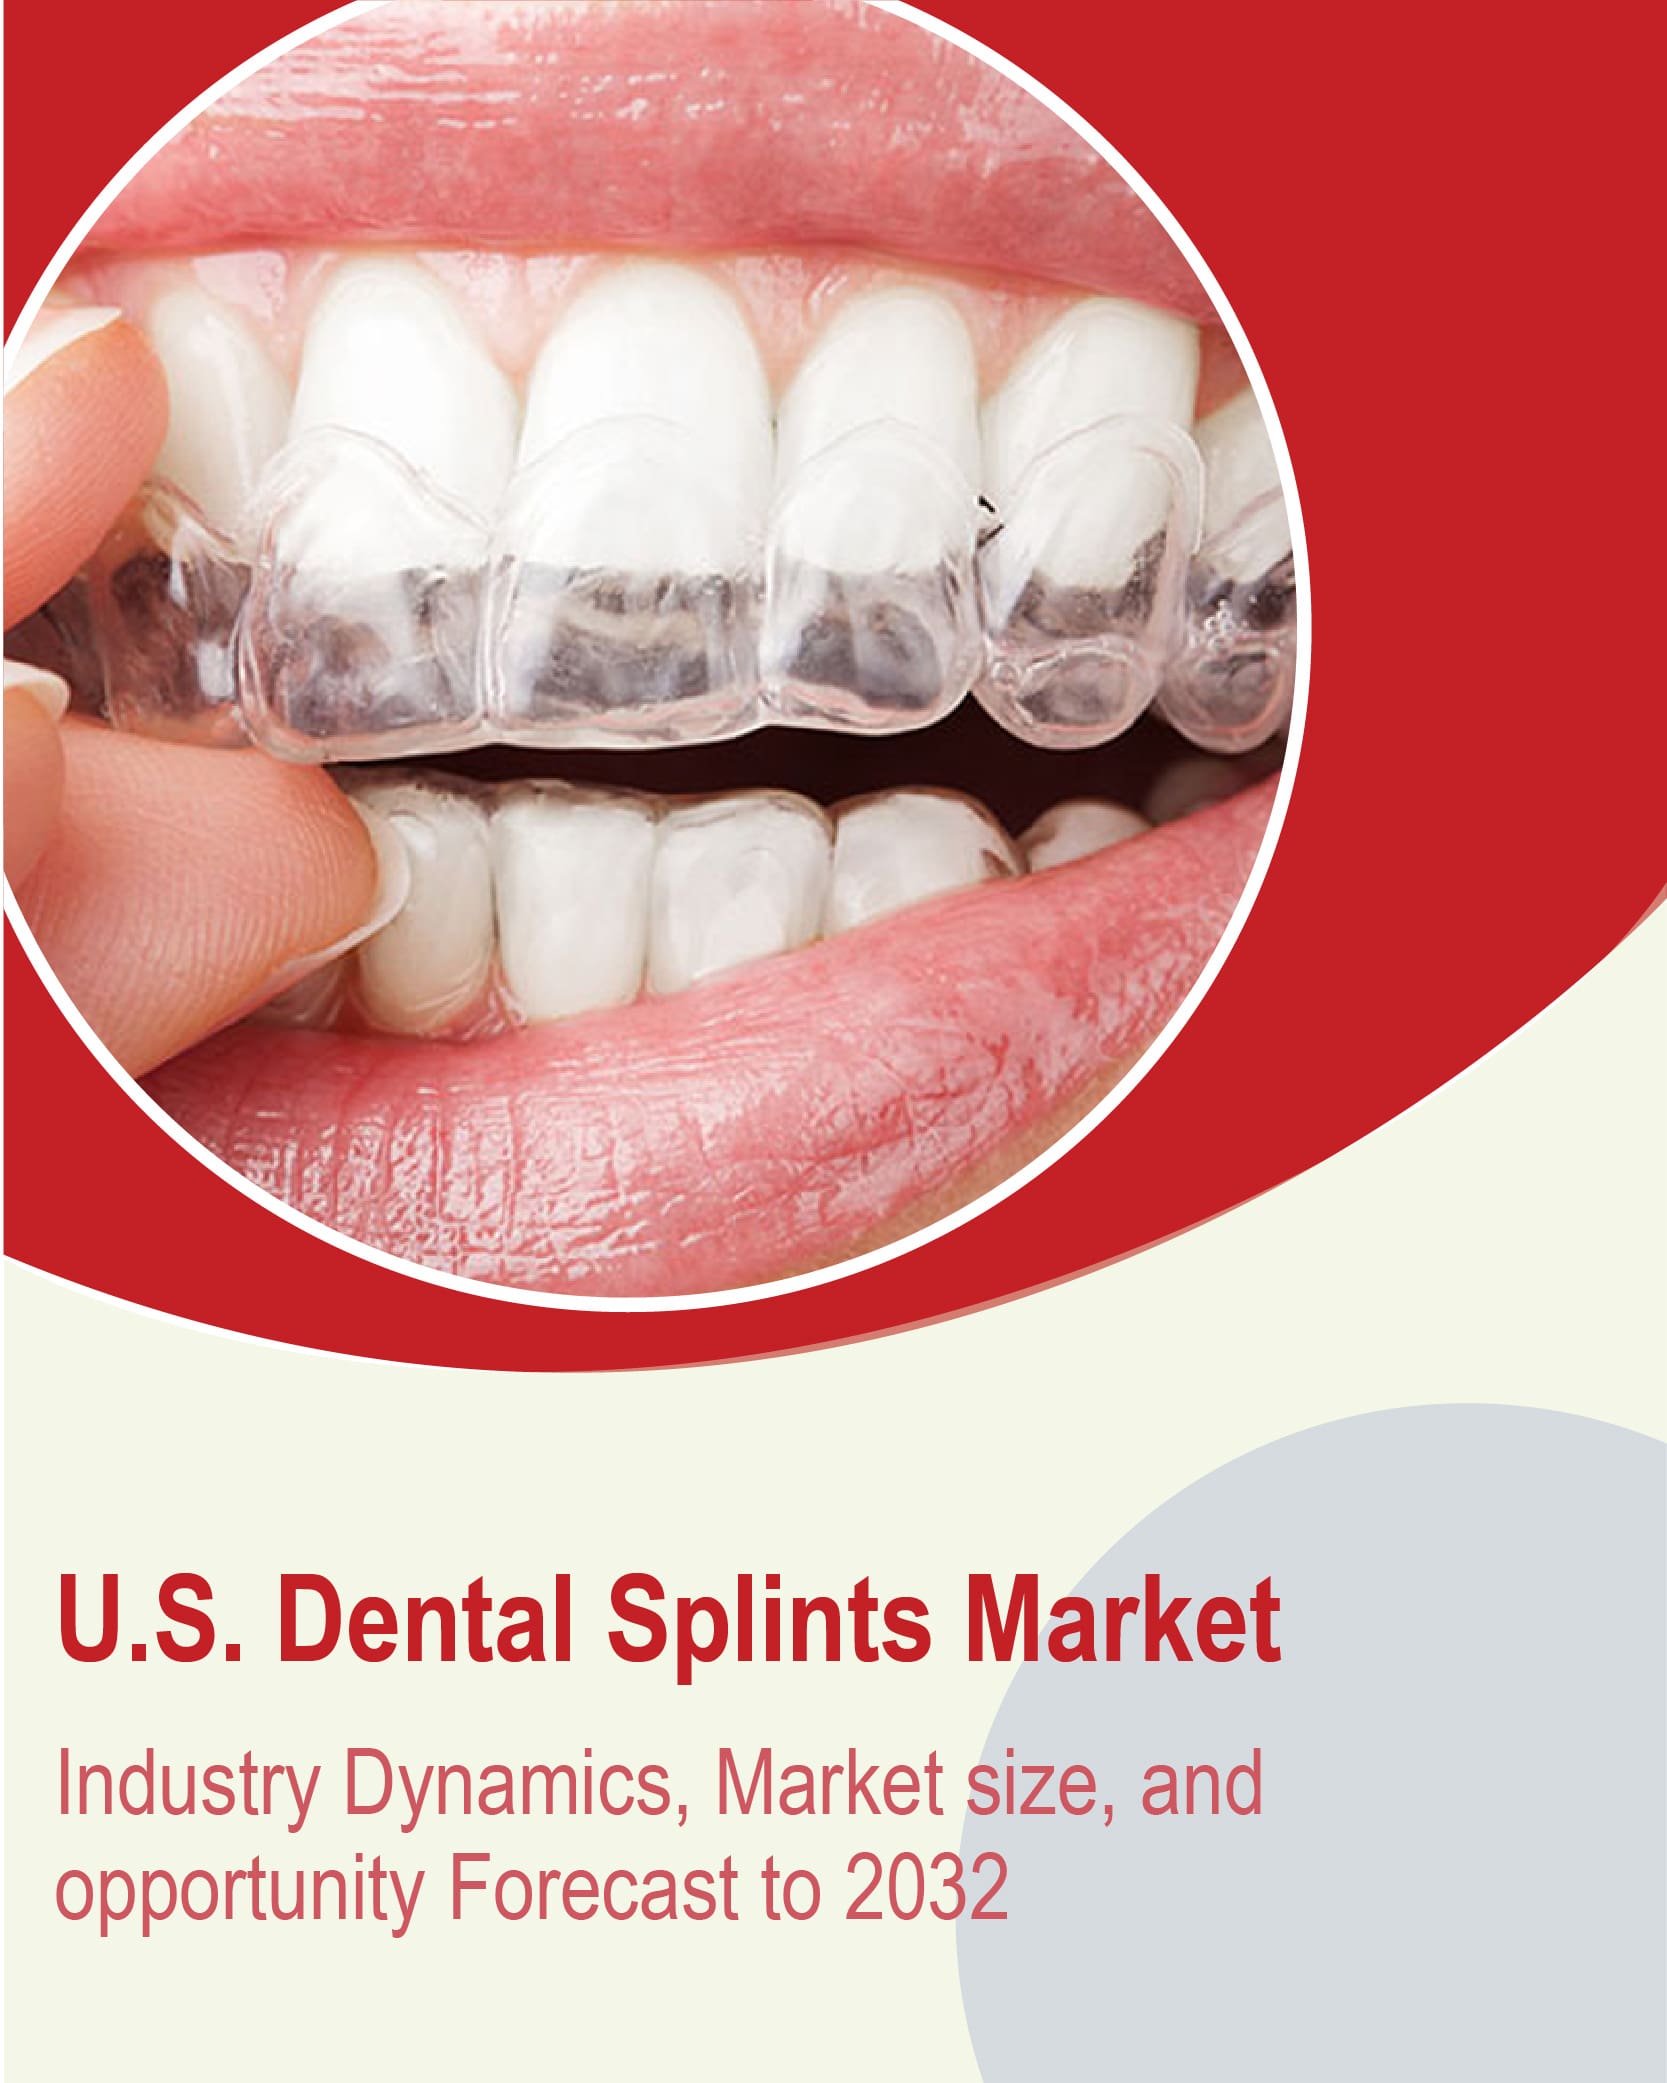 U.S. Dental Splints Market
Industry Dynamics, Market size, and
opportunity Forecast to 2032